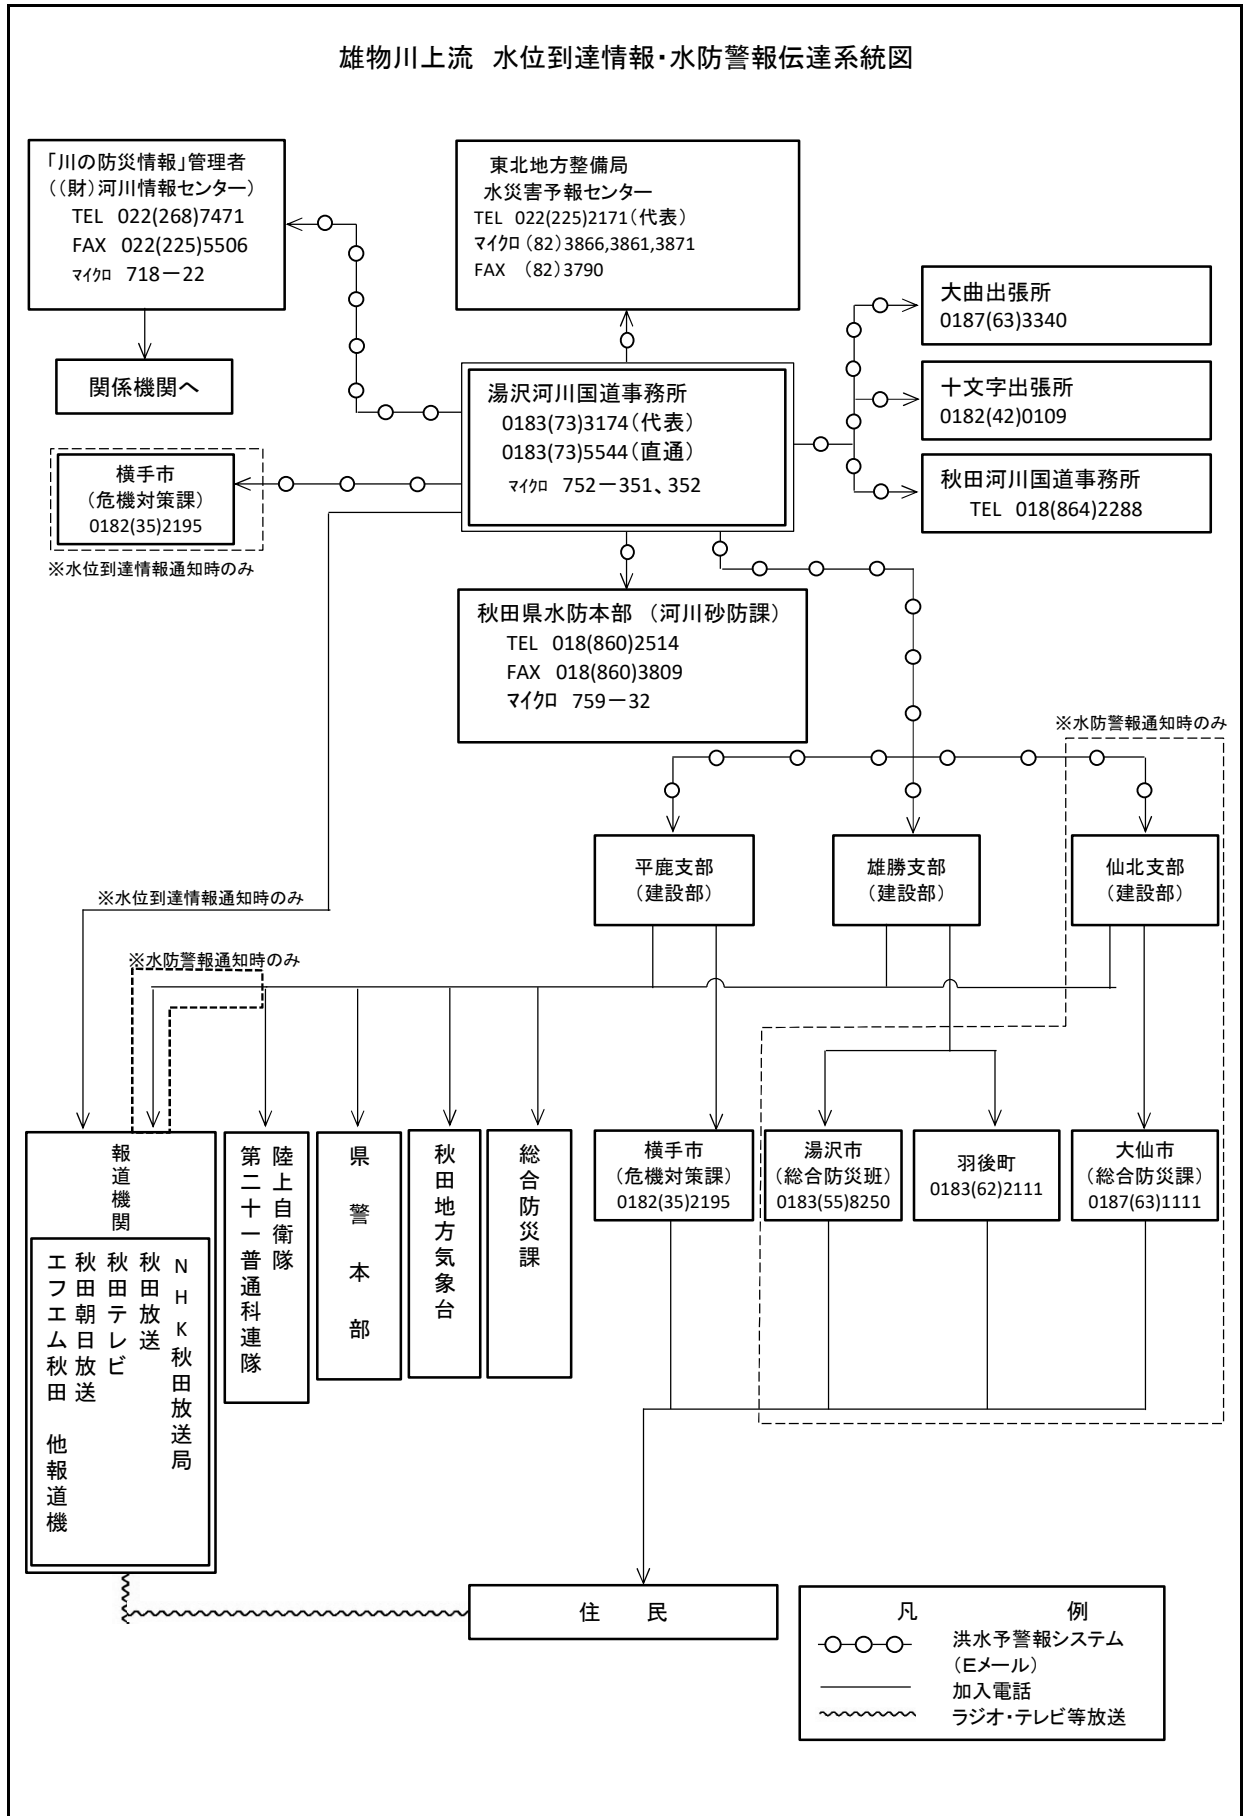 雄物川上流 水位到達情報・水防警報伝達系統図
「川の防災情報」管理者
((財)河川情報センター)
TEL 022(268)7471
FAX 022(225)5506
ﾏｲｸﾛ 718－22
関係機関へ
東北地方整備局
水災害予報センター
TEL 022(225)2171(代表)
ﾏｲｸﾛ (82)3866,3861,3871
FAX (82)3790
大曲出張所
0187(63)3340
十文字出張所
0182(42)0109
秋田河川国道事務所
TEL 018(864)2288
湯沢河川国道事務所
0183(73)3174(代表)
0183(73)5544(直通)
ﾏｲｸﾛ 752－351、352
横手市
(危機対策課)
0182(35)2195
※水位到達情報通知時のみ
秋田県水防本部 (河川砂防課)
TEL 018(860)2514
FAX 018(860)3809
ﾏｲｸﾛ 759－32
※水防警報通知時のみ
平鹿支部
(建設部)
雄勝支部
(建設部)
仙北支部
(建設部)
※水位到達情報通知時のみ
※水防警報通知時のみ
報道機関
NHK秋田放送局
秋田放送
秋田テレビ
秋田朝日放送
エフエム秋田 他報道機
陸上自衛隊
第二十一普通科連隊
県警本部
秋田地方気象台
総合防災課
横手市
(危機対策課)
0182(35)2195
湯沢市
(総合防災班)
0183(55)8250
羽後町
0183(62)2111
大仙市
(総合防災課)
0187(63)1111
住 民
凡 例
洪水予警報システム
(Eメール)
加入電話
ラジオ・テレビ等放送